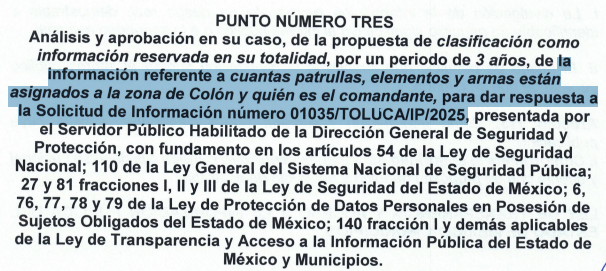 PUNTO NÚMERO TRES
Análisis y aprobación en su caso, de la propuesta de clasificación como
información reservada en su totalidad, por un periodo de 3 años, de la
información referente a cuantas patrullas, elementos y armas están
asignados a la zona de Colón y quién es el comandante, para dar respuesta a
la Solicitud de Información número 01035/TOLUCA/IP/2025, presentada por
el Servidor Público Habilitado de la Dirección General de Seguridad y
Protección, con fundamento en los artículos 54 de la Ley de Seguridad
Nacional; 110 de la Ley General del Sistema Nacional de Seguridad Pública;
27 y 81 fracciones I, II y III de la Ley de Seguridad del Estado de México; 6,
76, 77, 78 y 79 de la Ley de Protección de Datos Personales en Posesión de
Sujetos Obligados del Estado de México; 140 fracción I y demás aplicables
de la Ley de Transparencia y Acceso a la Información Pública del Estado de
México y Municipios.